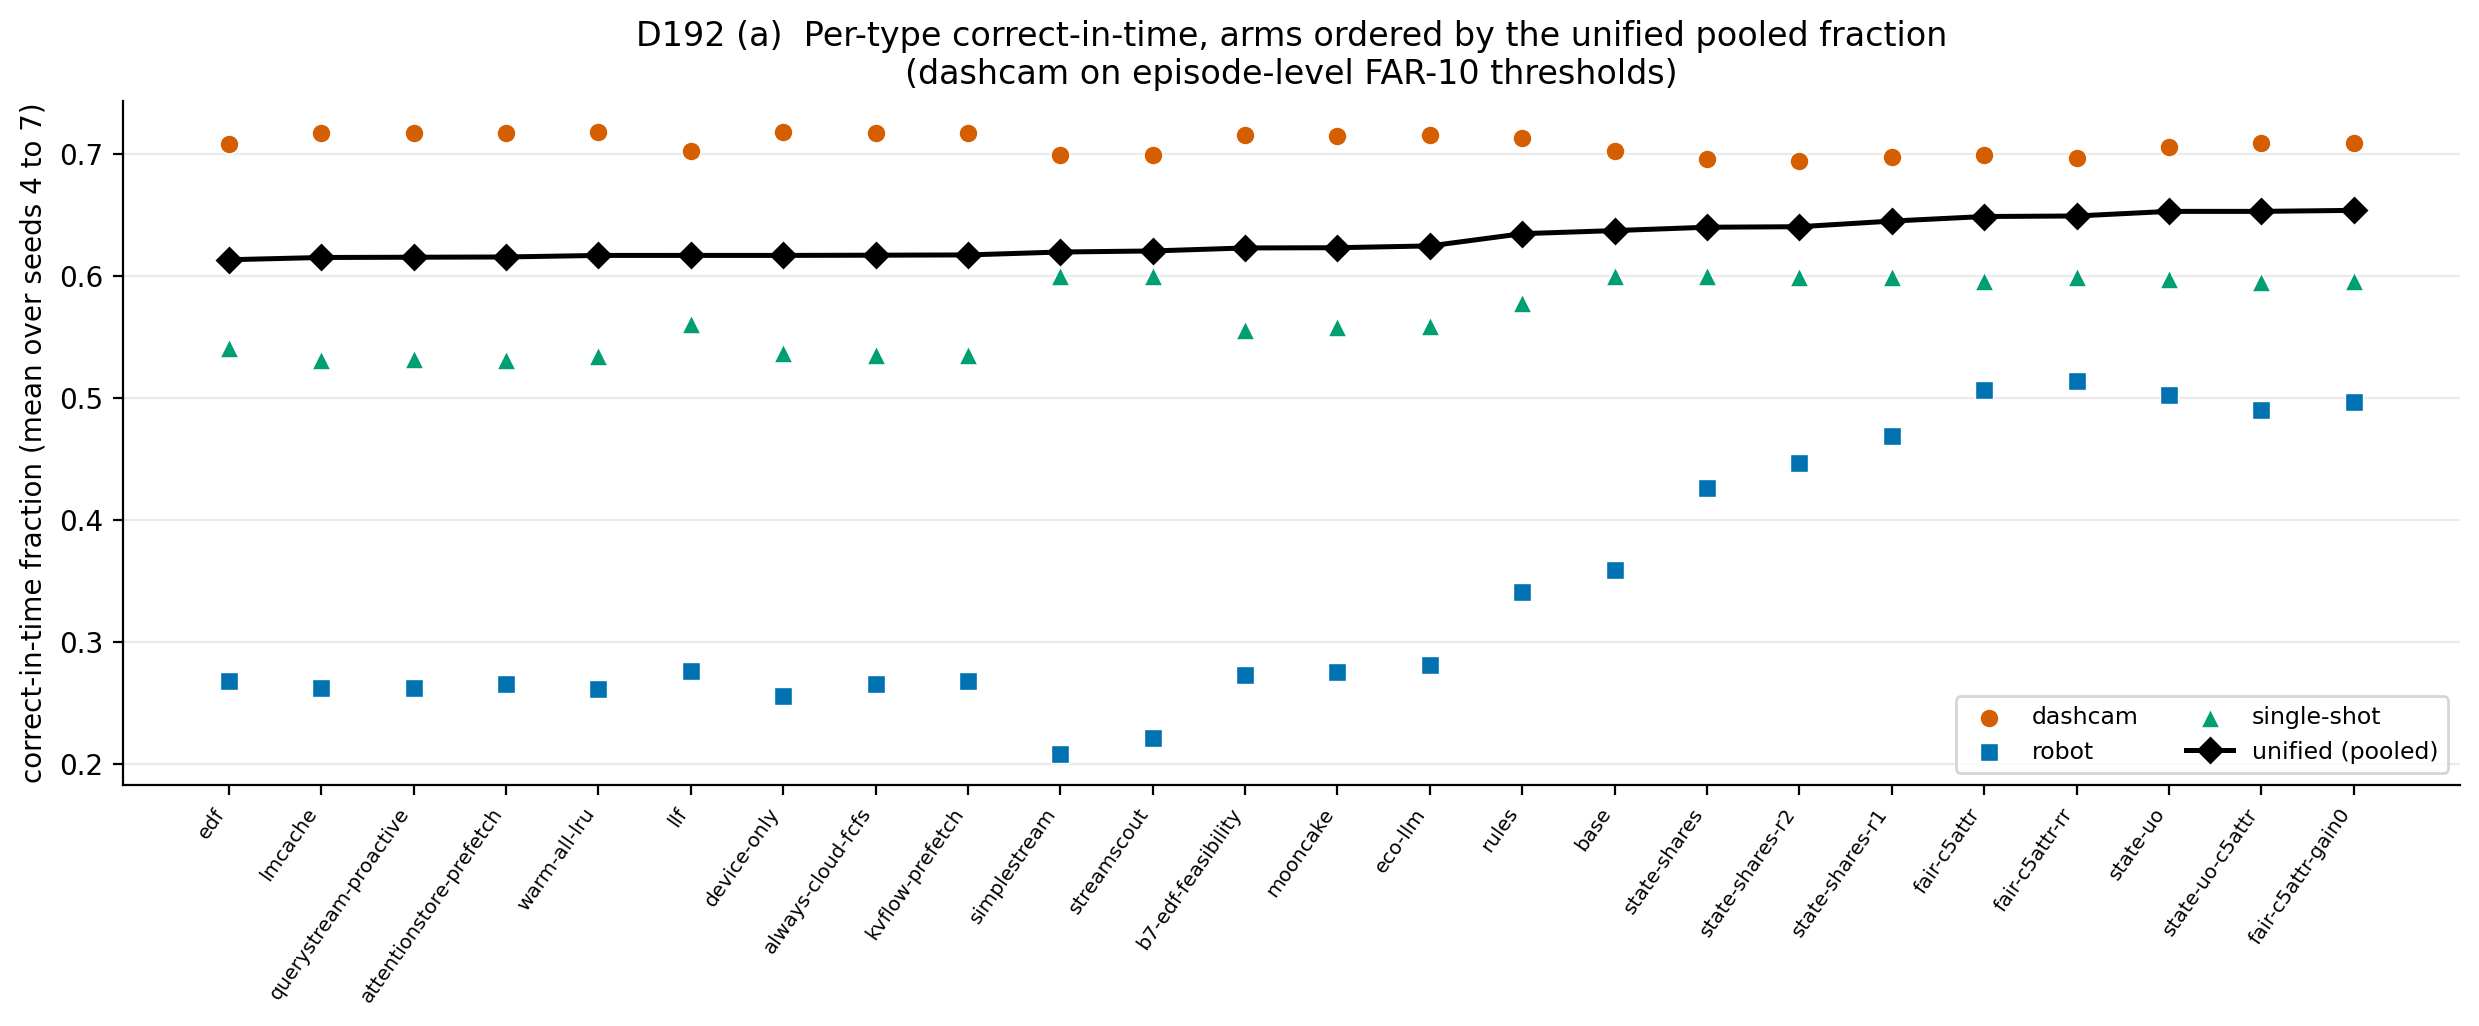 D192 (a)  Per-type correct-in-time, arms ordered by the unified pooled fraction
(dashcam on episode-level FAR-10 thresholds)
correct-in-time fraction (mean over seeds 4 to 7)
0.7
0.6
0.5
0.4
0.3
0.2
dashcam
robot
single-shot
unified (pooled)
edf
lmcache
querystream-proactive
attentionstore-prefetch
warm-all-lru
llf
device-only
always-cloud-fcfs
kvflow-prefetch
simplestream
streamscout
b7-edf-feasibility
mooncake
eco-llm
rules
base
state-shares
state-shares-r2
state-shares-r1
fair-c5attr
fair-c5attr-rr
state-uo
state-uo-c5attr
fair-c5attr-gain0